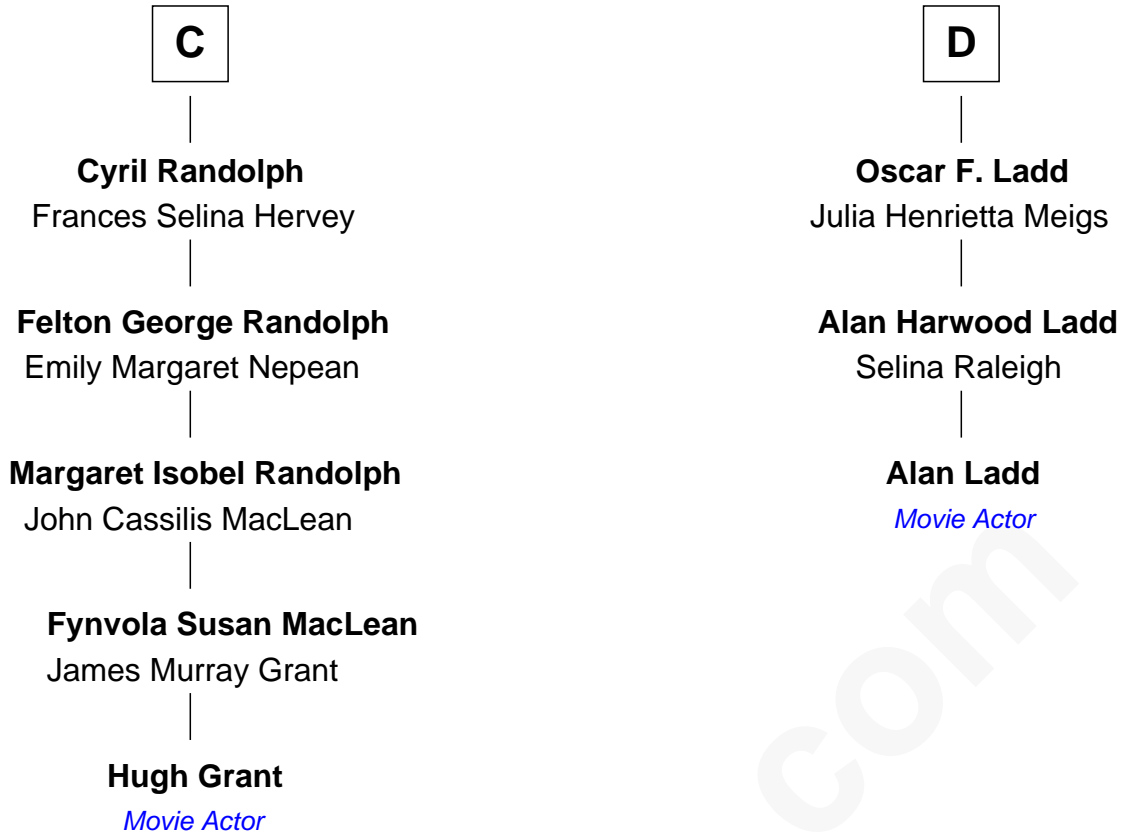 C
Cyril Randolph
Frances Selina Hervey
Felton George Randolph
Emily Margaret Nepean
Margaret Isobel Randolph
John Cassilis MacLean
Fynvola Susan MacLean
James Murray Grant
Hugh Grant
Movie Actor
D
Oscar F. Ladd
Julia Henrietta Meigs
Alan Harwood Ladd
Selina Raleigh
Alan Ladd
Movie Actor
com